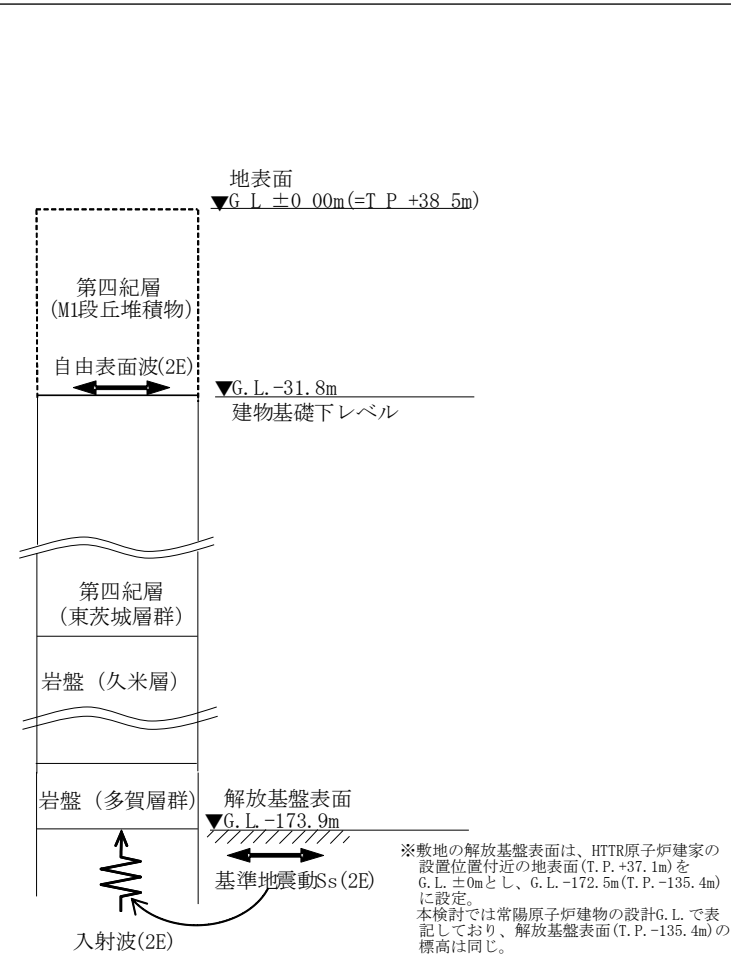 地表面
▼G L ±0 00m(=T P +38 5m)
第四紀層
(M1段丘堆積物)
自由表面波(2E)
▼G.L.-31.8m
建物基礎下レベル
第四紀層
(東茨城層群)
岩盤 (久米層)
岩盤 (多賀層群)
解放基盤表面
▼G.L.-173.9m
基準地震動Ss(2E)
入射波(2E)
※敷地の解放基盤表面は、HTTR原子炉建家の
設置位置付近の地表面(T.P.+37.1m)を
G.L.±0mとし、G.L.-172.5m(T.P.-135.4m)
に設定。
本検討では常陽原子炉建物の設計G.L.で表
記しており、解放基盤表面(T.P.-135.4m)の
標高は同じ。